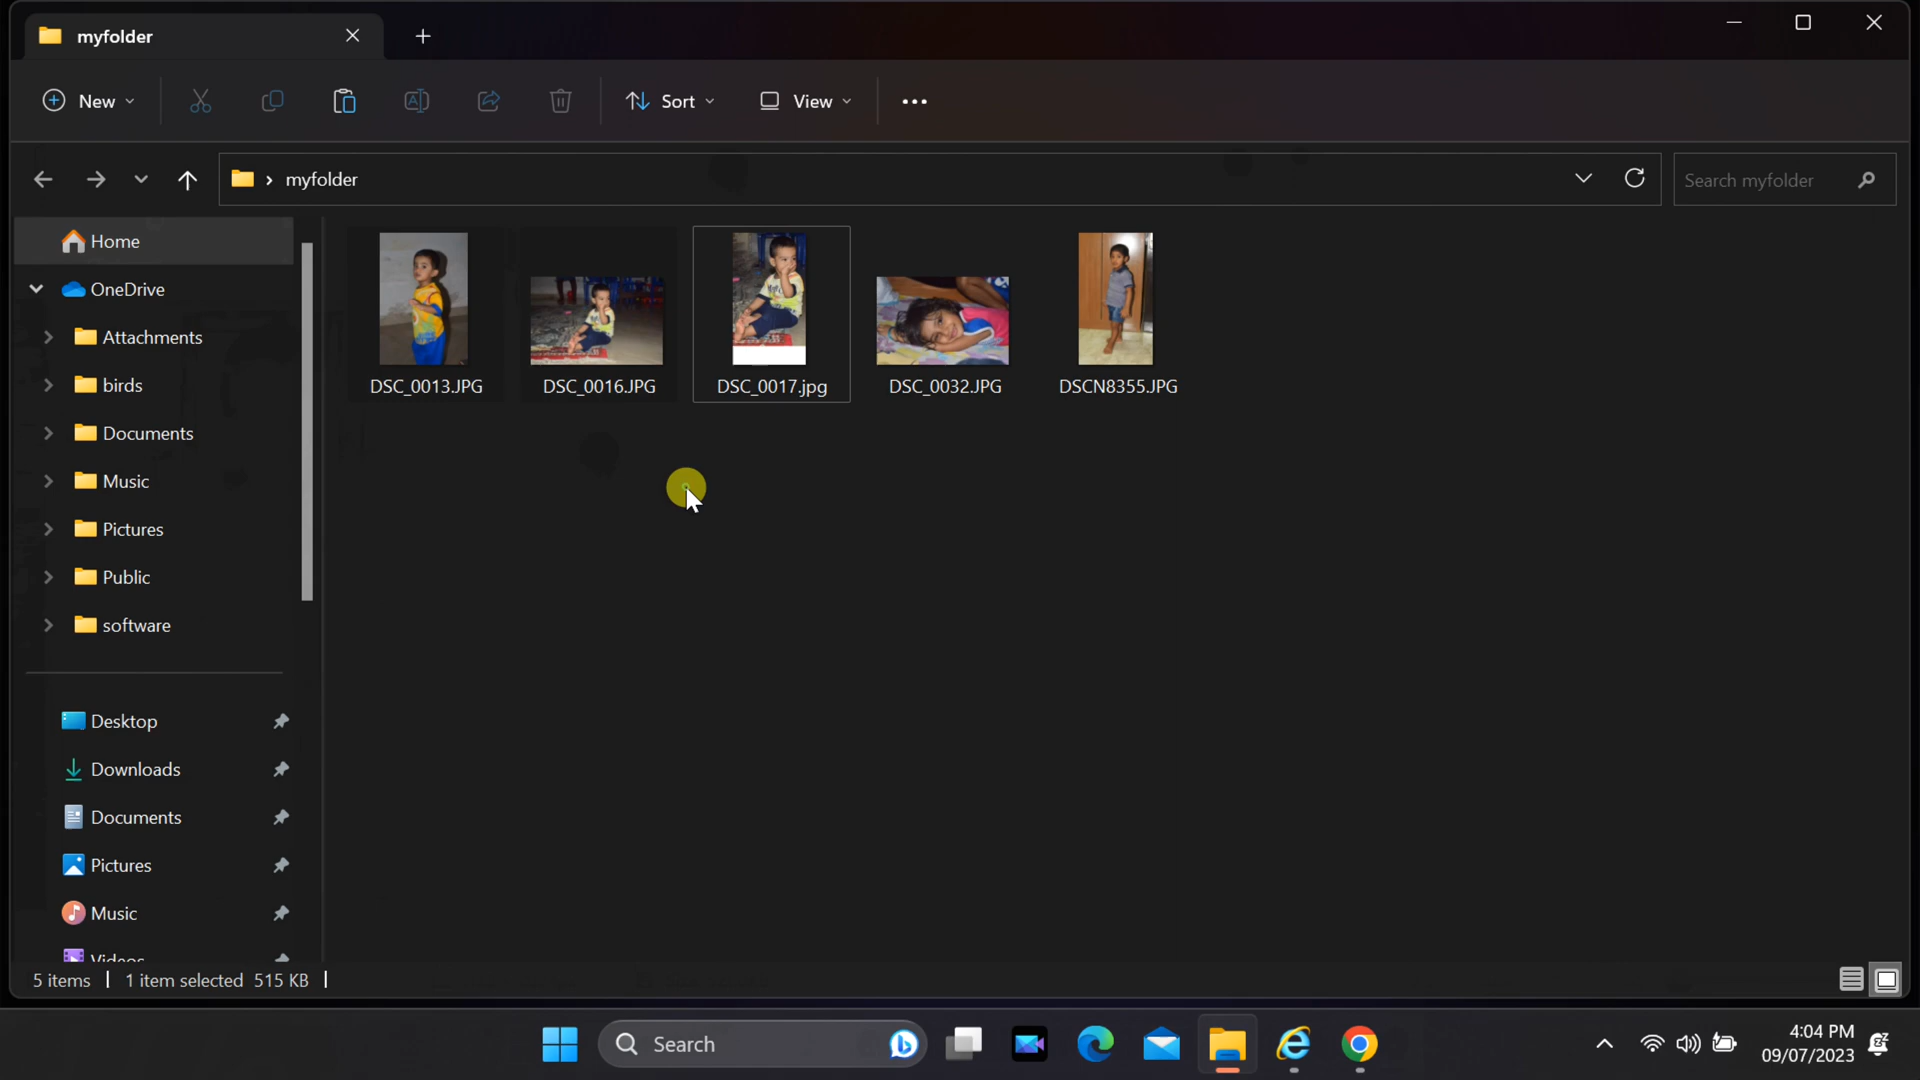 myfolder
New
Sort
View
myfolder
Search myfolder
Home
OneDrive
Attachments
birds
Documents
Music
Pictures
Public
software
Desktop
Downloads
Documents
Pictures
Music
Videos
DSC_0013.JPG
DSC_0016.JPG
DSC_0017.jpg
DSC_0032.JPG
DSCN8355.JPG
5 items
1 item selected 515 KB
Search
4:04 PM
09/07/2023